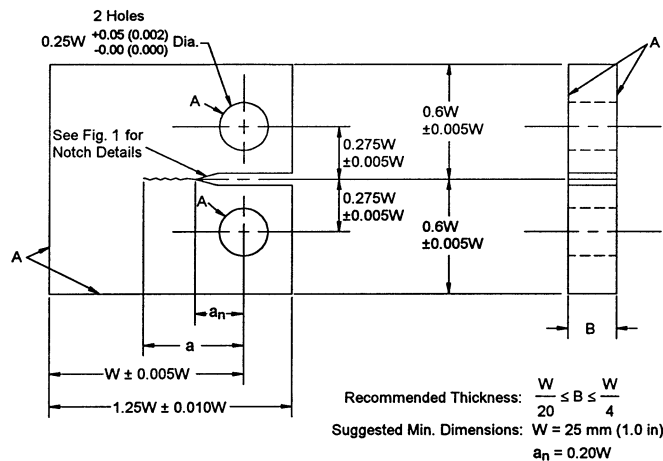 2 Holes
0.25W +0.05 (0.002) -0.00 (0.000) Dia.
A
A
A
See Fig. 1 for
Notch Details
0.275W
±0.005W
0.6W
±0.005W
A
0.275W
±0.005W
0.6W
±0.005W
A
an
a
B
W ± 0.005W
1.25W ± 0.010W
Recommended Thickness: W/20 ≤ B ≤ W/4
Suggested Min. Dimensions: W = 25 mm (1.0 in)
an = 0.20W